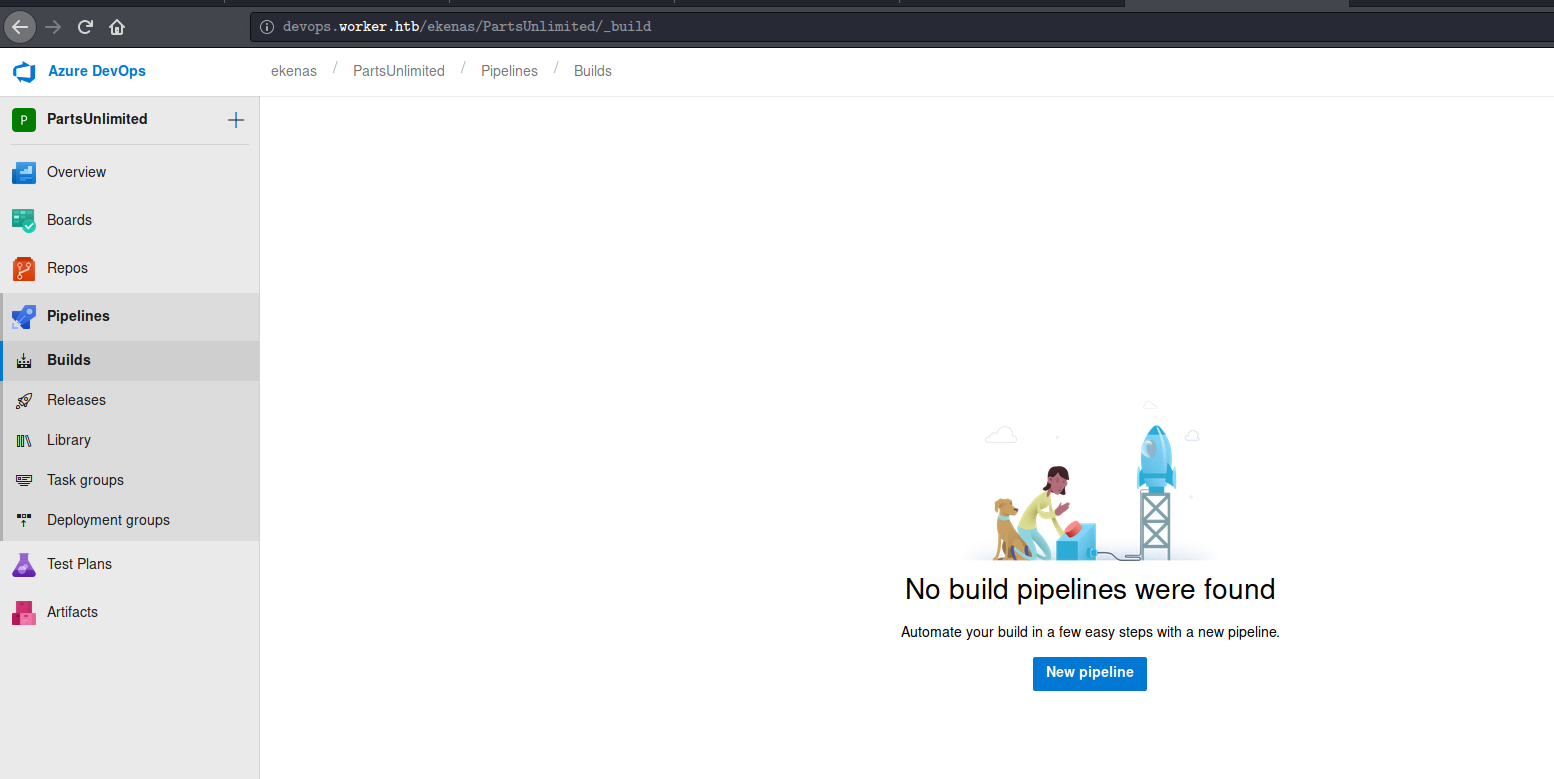 devops.worker.htb/ekenas/PartsUnlimited/_build
Azure DevOps
ekenas / PartsUnlimited / Pipelines / Builds
P PartsUnlimited
Overview
Boards
Repos
Pipelines
Builds
Releases
Library
Task groups
Deployment groups
Test Plans
Artifacts
No build pipelines were found
Automate your build in a few easy steps with a new pipeline.
New pipeline